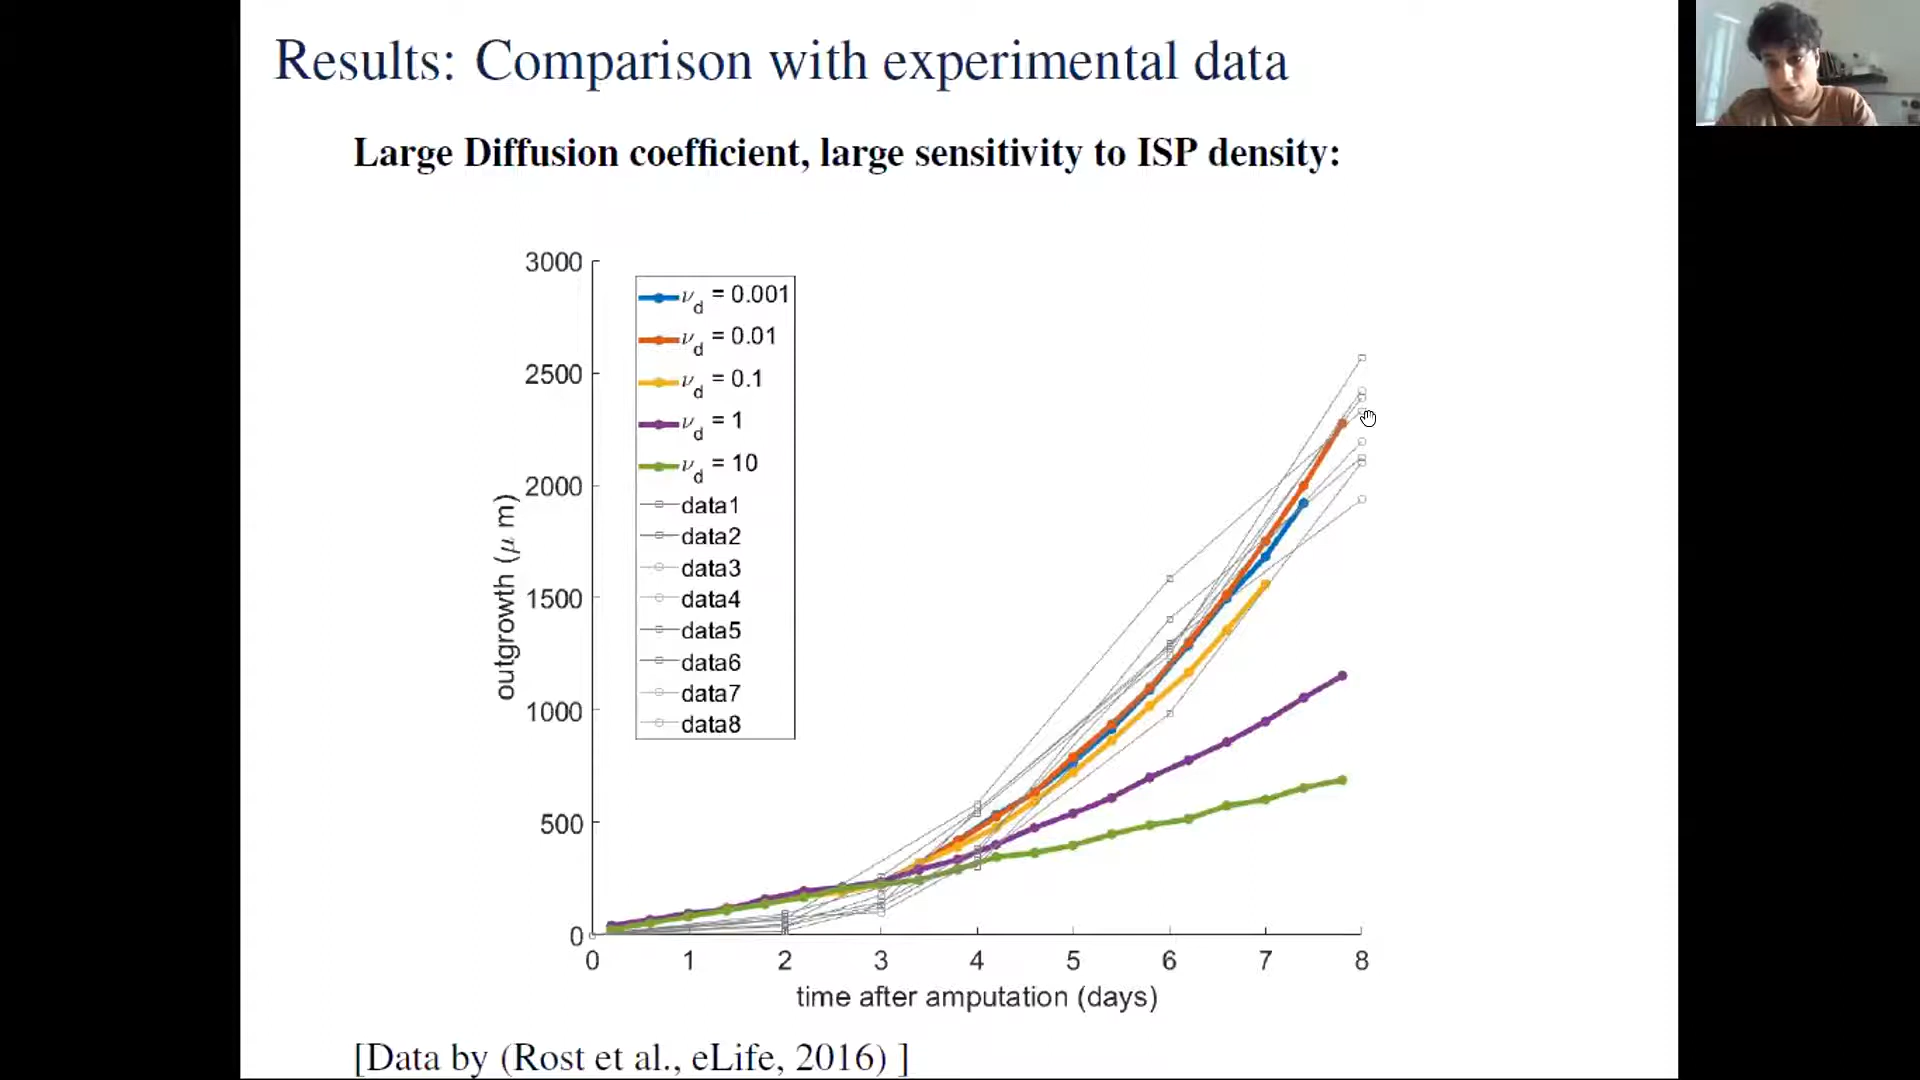 Results: Comparison with experimental data
Large Diffusion coefficient, large sensitivity to ISP density:
3000
2500
2000
1500
1000
500
0
outgrowth (μ m)
ν_d = 0.001
ν_d = 0.01
ν_d = 0.1
ν_d = 1
ν_d = 10
data1
data2
data3
data4
data5
data6
data7
data8
0 1 2 3 4 5 6 7 8
time after amputation (days)
[Data by (Rost et al., eLife, 2016) ]